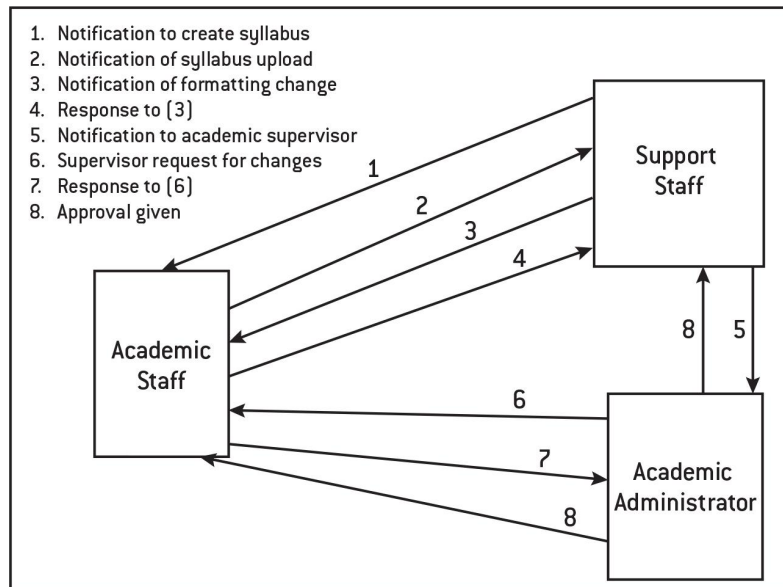 1. Notification to create syllabus
2. Notification of syllabus upload
3. Notification of formatting change
4. Response to (3)
5. Notification to academic supervisor
6. Supervisor request for changes
7. Response to (6)
8. Approval given
Support
Staff
1
2
3
4
Academic
Staff
8
5
6
7
8
Academic
Administrator